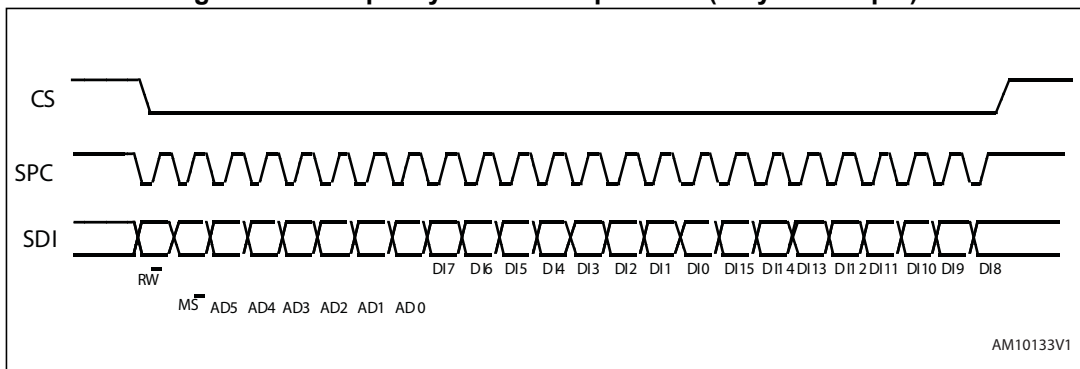 CS
SPC
SDI
DI7 DI6 DI5 DI4 DI3 DI2 DI1 DI0 DI15 DI14 DI13 DI12 DI11 DI10 DI9 DI8
RW
MS AD5 AD4 AD3 AD2 AD1 AD0
AM10133V1